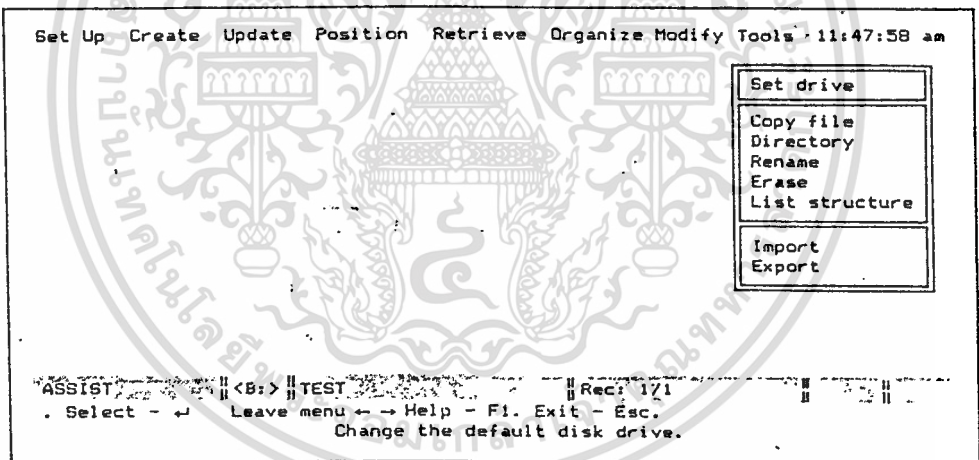 Set Up Create Update Position Retrieve Organize Modify Tools 11:47:58 am
Set drive
Copy file
Directory
Rename
Erase
List structure
Import
Export
ASSIST <B:> TEST Rec: 1/1
Select - ↵ Leave menu ← → Help - F1. Exit - Esc.
Change the default disk drive.